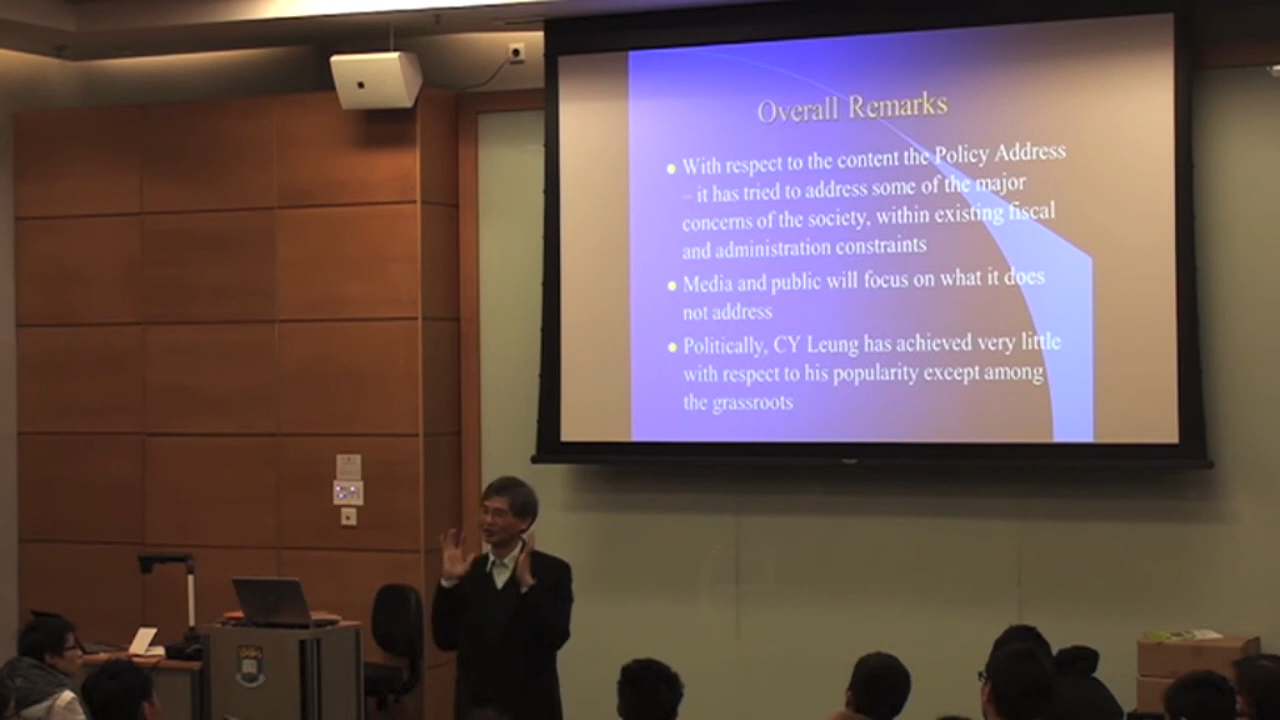 Overall Remarks
With respect to the content the Policy Address
– it has tried to address some of the major
concerns of the society, within existing fiscal
and administration constraints
Media and public will focus on what it does
not address
Politically, CY Leung has achieved very little
with respect to his popularity except among
the grassroots